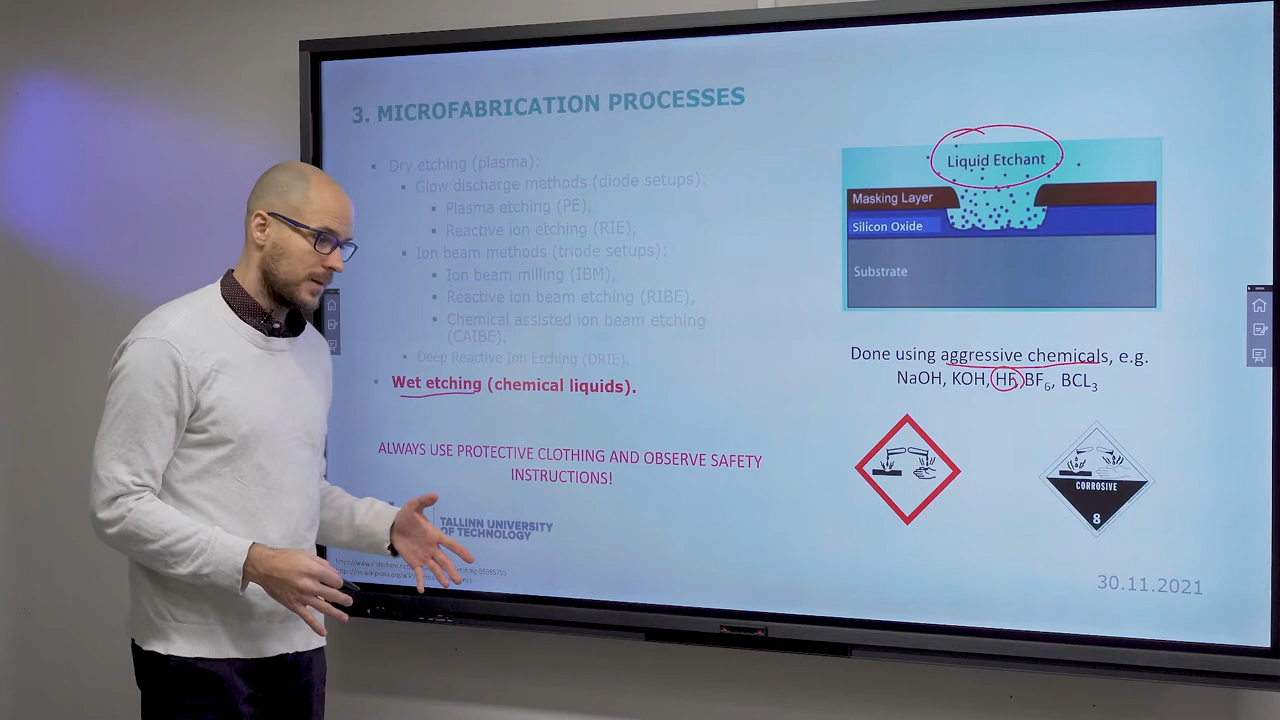 3. MICROFABRICATION PROCESSES
Dry etching (plasma):
Glow discharge methods (diode setups):
Plasma etching (PE),
Reactive ion etching (RIE),
Ion beam methods (triode setups):
Ion beam milling (IBM),
Reactive ion beam etching (RIBE),
Chemical assisted ion beam etching
(CAIBE),
Deep Reactive Ion Etching (DRIE),
Wet etching (chemical liquids).
ALWAYS USE PROTECTIVE CLOTHING AND OBSERVE SAFETY
INSTRUCTIONS!
TALLINN UNIVERSITY
OF TECHNOLOGY
Liquid Etchant
Masking Layer
Silicon Oxide
Substrate
Done using aggressive chemicals, e.g.
NaOH, KOH, HF, BF₆, BCL₃
CORROSIVE
8
30.11.2021